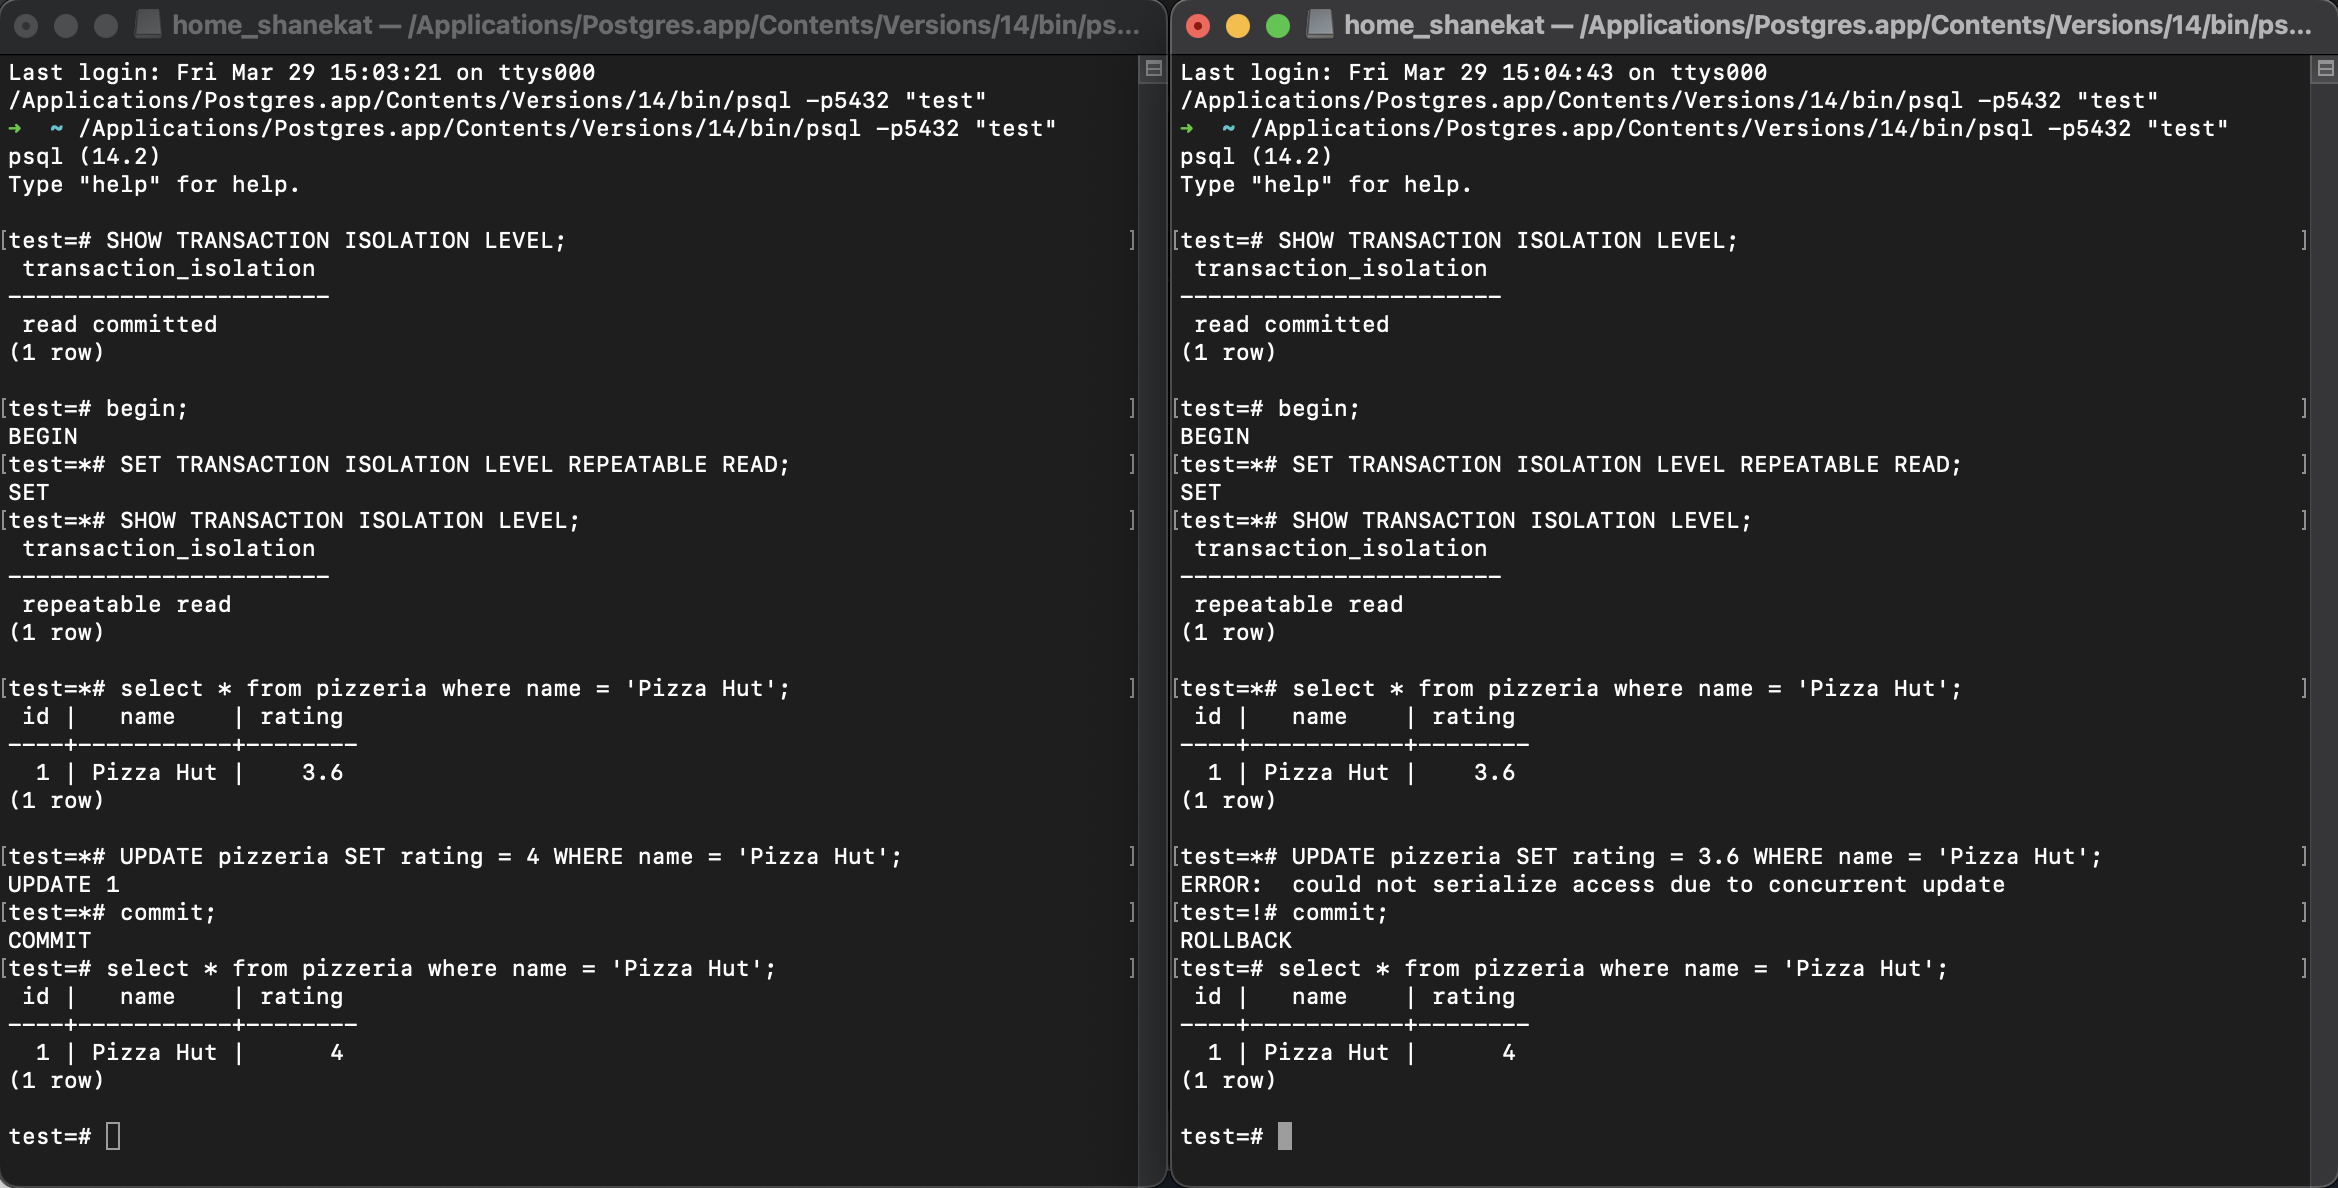 home_shanekat — /Applications/Postgres.app/Contents/Versions/14/bin/ps...
Last login: Fri Mar 29 15:03:21 on ttys000
/Applications/Postgres.app/Contents/Versions/14/bin/psql -p5432 "test"
→  ~ /Applications/Postgres.app/Contents/Versions/14/bin/psql -p5432 "test"
psql (14.2)
Type "help" for help.

[test=# SHOW TRANSACTION ISOLATION LEVEL;                                        ]
 transaction_isolation
-----------------------
 read committed
(1 row)

[test=# begin;                                        ]
BEGIN
[test=*# SET TRANSACTION ISOLATION LEVEL REPEATABLE READ;                        ]
SET
[test=*# SHOW TRANSACTION ISOLATION LEVEL;                                       ]
 transaction_isolation
-----------------------
 repeatable read
(1 row)

[test=*# select * from pizzeria where name = 'Pizza Hut';                        ]
 id |   name    | rating
----+-----------+--------
  1 | Pizza Hut |    3.6
(1 row)

[test=*# UPDATE pizzeria SET rating = 4 WHERE name = 'Pizza Hut';                ]
UPDATE 1
[test=*# commit;                                      ]
COMMIT
[test=# select * from pizzeria where name = 'Pizza Hut';                         ]
 id |   name    | rating
----+-----------+--------
  1 | Pizza Hut |      4
(1 row)

test=#
home_shanekat — /Applications/Postgres.app/Contents/Versions/14/bin/ps...
Last login: Fri Mar 29 15:04:43 on ttys000
/Applications/Postgres.app/Contents/Versions/14/bin/psql -p5432 "test"
→  ~ /Applications/Postgres.app/Contents/Versions/14/bin/psql -p5432 "test"
psql (14.2)
Type "help" for help.

[test=# SHOW TRANSACTION ISOLATION LEVEL;                                        ]
 transaction_isolation
-----------------------
 read committed
(1 row)

[test=# begin;                                        ]
BEGIN
[test=*# SET TRANSACTION ISOLATION LEVEL REPEATABLE READ;                        ]
SET
[test=*# SHOW TRANSACTION ISOLATION LEVEL;                                       ]
 transaction_isolation
-----------------------
 repeatable read
(1 row)

[test=*# select * from pizzeria where name = 'Pizza Hut';                        ]
 id |   name    | rating
----+-----------+--------
  1 | Pizza Hut |    3.6
(1 row)

[test=*# UPDATE pizzeria SET rating = 3.6 WHERE name = 'Pizza Hut';              ]
ERROR:  could not serialize access due to concurrent update
[test=!# commit;                                      ]
ROLLBACK
[test=# select * from pizzeria where name = 'Pizza Hut';                         ]
 id |   name    | rating
----+-----------+--------
  1 | Pizza Hut |      4
(1 row)

test=#